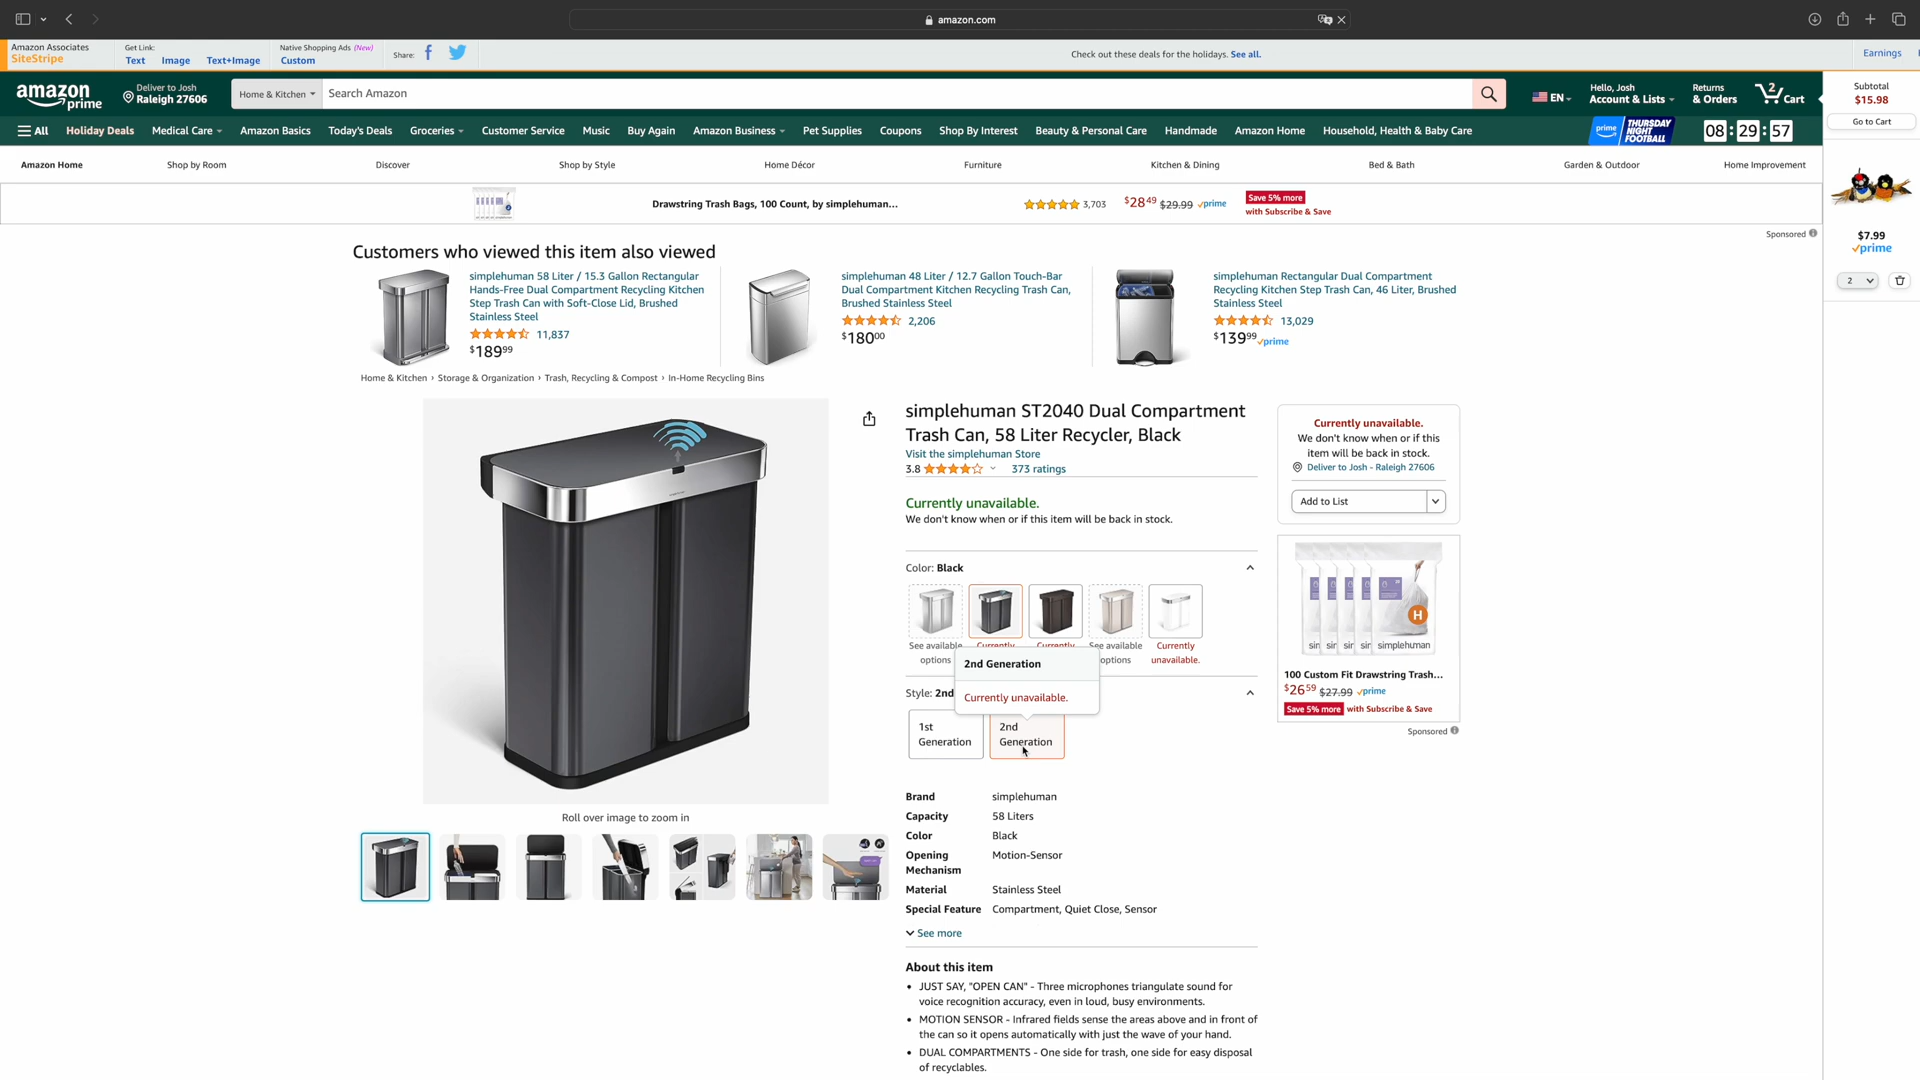 amazon.com
Amazon Associates
SiteStripe
Get Link:
Text Image Text+Image
Native Shopping Ads (New)
Custom
Share:
Check out these deals for the holidays. See all.
Earnings
amazon prime
Deliver to Josh
Raleigh 27606
Home & Kitchen
Search Amazon
EN
Hello, Josh
Account & Lists
Returns
& Orders
2
Cart
Subtotal
$15.98
Go to Cart
All Holiday Deals Medical Care Amazon Basics Today's Deals Groceries Customer Service Music Buy Again Amazon Business Pet Supplies Coupons Shop By Interest Beauty & Personal Care Handmade Amazon Home Household, Health & Baby Care
prime THURSDAY NIGHT FOOTBALL 08 : 29 : 57
Amazon Home Shop by Room Discover Shop by Style Home Décor Furniture Kitchen & Dining Bed & Bath Garden & Outdoor Home Improvement
Drawstring Trash Bags, 100 Count, by simplehuman... 3,703 $28 49 $29.99 prime Save 5% more
with Subscribe & Save
Sponsored
$7.99
prime
2
Customers who viewed this item also viewed
simplehuman 58 Liter / 15.3 Gallon Rectangular
Hands-Free Dual Compartment Recycling Kitchen
Step Trash Can with Soft-Close Lid, Brushed
Stainless Steel
11,837
$189 99
simplehuman 48 Liter / 12.7 Gallon Touch-Bar
Dual Compartment Kitchen Recycling Trash Can,
Brushed Stainless Steel
2,206
$180 00
simplehuman Rectangular Dual Compartment
Recycling Kitchen Step Trash Can, 46 Liter, Brushed
Stainless Steel
13,029
$139 99 prime
Home & Kitchen › Storage & Organization › Trash, Recycling & Compost › In-Home Recycling Bins
Roll over image to zoom in
simplehuman ST2040 Dual Compartment
Trash Can, 58 Liter Recycler, Black
Visit the simplehuman Store
3.8 373 ratings
Currently unavailable.
We don't know when or if this item will be back in stock.
Color: Black
See available
options
Currently
Currently
See available
options
Currently
unavailable.
2nd Generation
Currently unavailable.
Style: 2nd
1st
Generation
2nd
Generation
Brand simplehuman
Capacity 58 Liters
Color Black
Opening
Mechanism
Motion-Sensor
Material Stainless Steel
Special Feature Compartment, Quiet Close, Sensor
See more
About this item
• JUST SAY, "OPEN CAN" - Three microphones triangulate sound for
voice recognition accuracy, even in loud, busy environments.
• MOTION SENSOR - Infrared fields sense the areas above and in front of
the can so it opens automatically with just the wave of your hand.
• DUAL COMPARTMENTS - One side for trash, one side for easy disposal
of recyclables.
Currently unavailable.
We don't know when or if this
item will be back in stock.
Deliver to Josh - Raleigh 27606
Add to List
sir sir sir sir simplehuman
H
100 Custom Fit Drawstring Trash...
$26 59 $27.99 prime
Save 5% more with Subscribe & Save
Sponsored